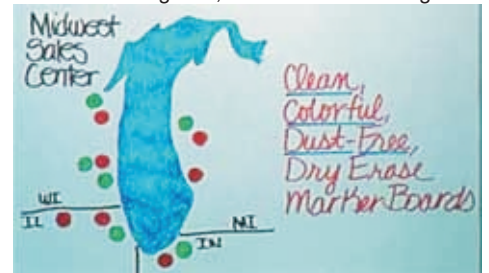 Midwest
Sales
Center
Clean,
Colorful,
Dust-Free,
Dry Erase
Marker Boards
WI
IL
MI
IN